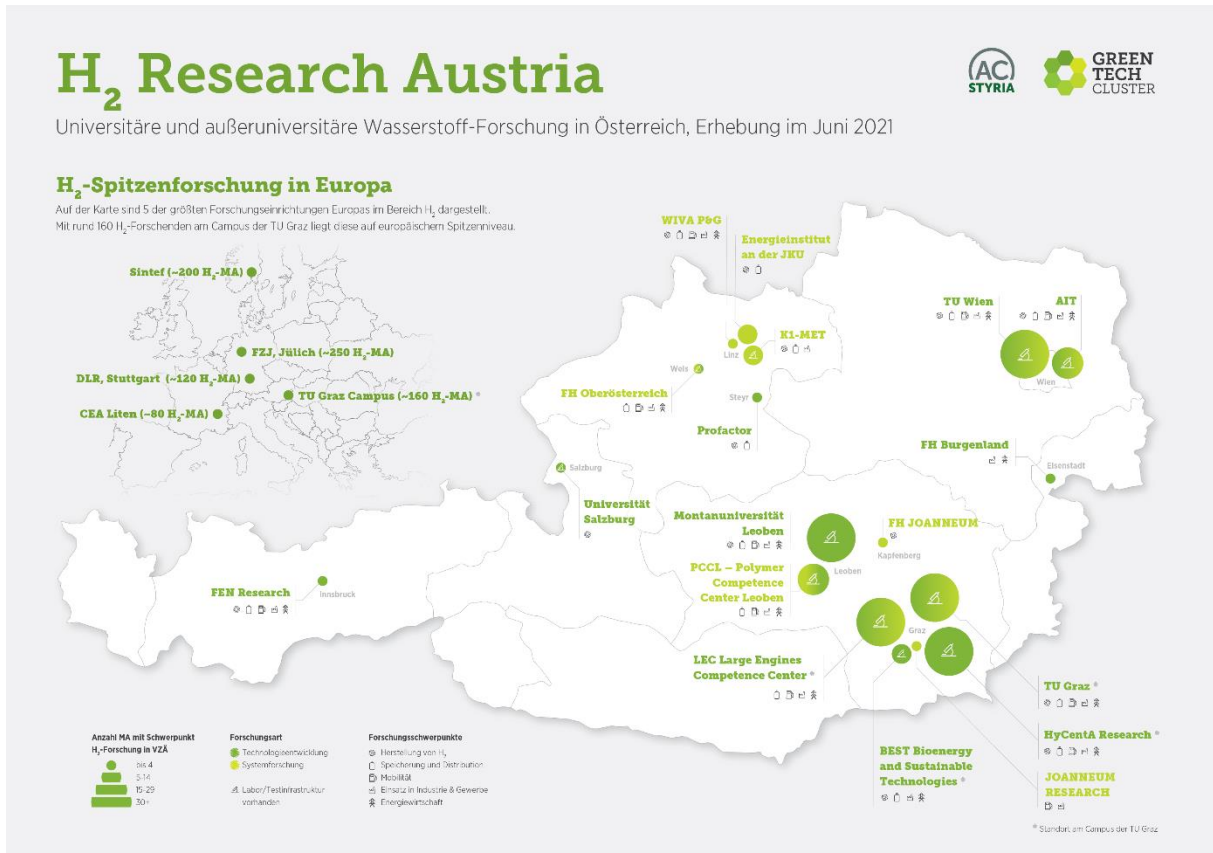 H₂ Research Austria
Universitäre und außeruniversitäre Wasserstoff-Forschung in Österreich, Erhebung im Juni 2021
AC
STYRIA
GREEN
TECH
CLUSTER
H₂-Spitzenforschung in Europa
Auf der Karte sind 5 der größten Forschungseinrichtungen Europas im Bereich H₂ dargestellt.
Mit rund 160 H₂-Forschenden am Campus der TU Graz liegt diese auf europäischem Spitzenniveau.
Sintef (~200 H₂-MA)
FZJ, Jülich (~250 H₂-MA)
DLR, Stuttgart (~120 H₂-MA)
TU Graz Campus (~160 H₂-MA) *
CEA Liten (~80 H₂-MA)
WIVA P&G
Energieinstitut
an der JKU
K1-MET
Linz
Wels
FH Oberösterreich
Steyr
Profactor
TU Wien
AIT
Wien
FH Burgenland
Eisenstadt
Salzburg
Universität
Salzburg
Montanuniversität
Leoben
FH JOANNEUM
Kapfenberg
Leoben
PCCL – Polymer
Competence
Center Leoben
FEN Research
Innsbruck
Graz
LEC Large Engines
Competence Center *
TU Graz *
HyCentA Research *
BEST Bioenergy
and Sustainable
Technologies *
JOANNEUM
RESEARCH
Anzahl MA mit Schwerpunkt
H₂-Forschung in VZÄ
bis 4
5-14
15-29
30+
Forschungsart
Technologieentwicklung
Systemforschung
Labor/Testinfrastruktur
vorhanden
Forschungsschwerpunkte
Herstellung von H₂
Speicherung und Distribution
Mobilität
Einsatz in Industrie & Gewerbe
Energiewirtschaft
* Standort am Campus der TU Graz